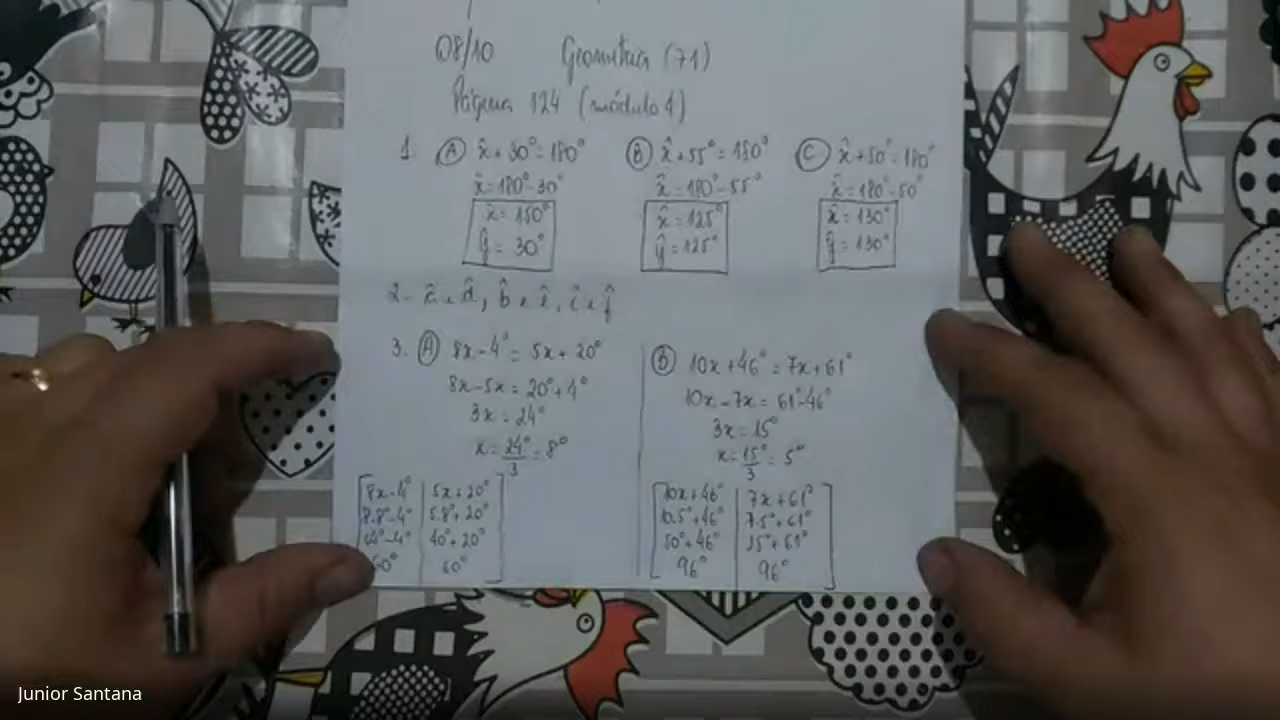 08/10 Geometria (71)
Página 124 (módulo 4)
1. A x̂ + 30° = 180°
x̂ = 180° - 30°
x̂ = 150°
ŷ = 30°
B x̂ + 55° = 180°
x̂ = 180° - 55°
x̂ = 125°
ŷ = 125°
C x̂ + 50° = 180°
x̂ = 180° - 50°
x̂ = 130°
ŷ = 130°
2. ĉ e d̂, b̂ e ê, î e f̂
3. A 8x - 4° = 5x + 20°
8x - 5x = 20° + 4°
3x = 24°
x = 24°/3 = 8°
8x - 4° | 5x + 20°
8.8° - 4° | 5.8° + 20°
64° - 4° | 40° + 20°
60° | 60°
B 10x + 46° = 7x + 61°
10x - 7x = 61° - 46°
3x = 15°
x = 15°/3 = 5°
10x + 46° | 7x + 61°
10.5° + 46° | 7.5° + 61°
50° + 46° | 35° + 61°
96° | 96°
Junior Santana